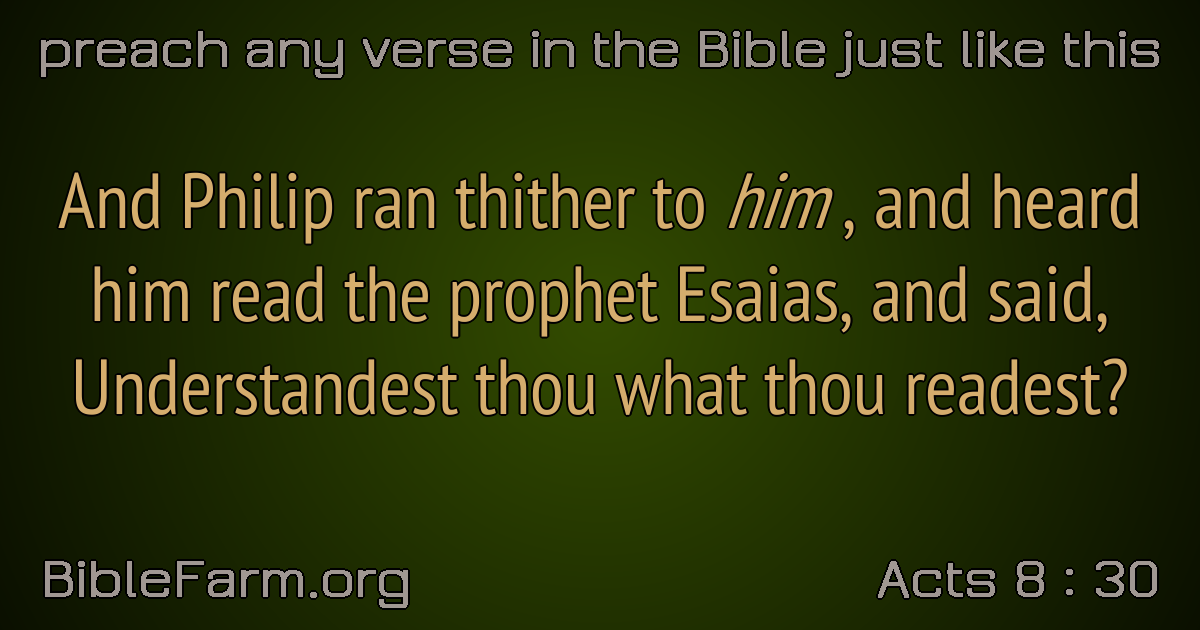 preach any verse in the Bible just like this
And Philip ran thither to him , and heard
him read the prophet Esaias, and said,
Understandest thou what thou readest?
BibleFarm.org
Acts 8 : 30